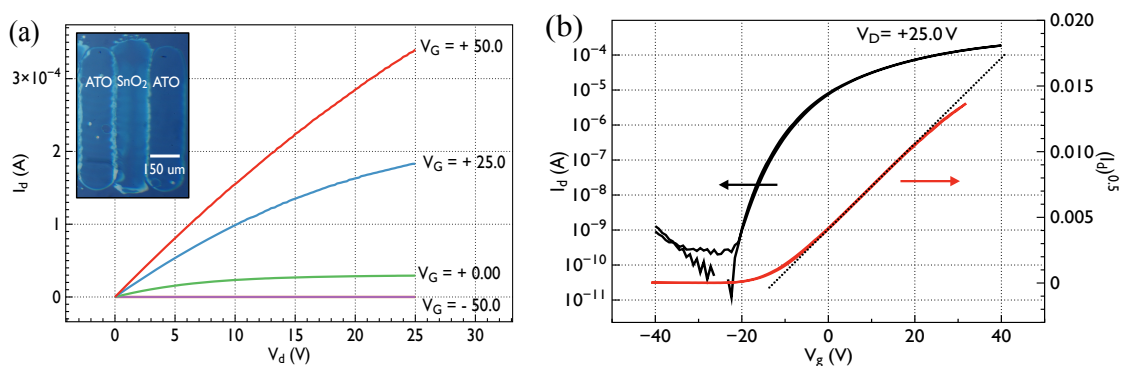 (a)
ATO SnO₂ ATO
150 um
V_G = + 50.0
V_G = + 25.0
V_G = + 0.00
V_G = - 50.0
3×10⁻⁴
2
1
0
I_d (A)
0 5 10 15 20 25 30
V_d (V)
(b)
V_D= +25.0 V
10⁻⁴
10⁻⁵
10⁻⁶
10⁻⁷
10⁻⁸
10⁻⁹
10⁻¹⁰
10⁻¹¹
I_d (A)
0.020
0.015
0.010
0.005
0
(I_d)^0.5
−40 −20 0 20 40
V_g (V)